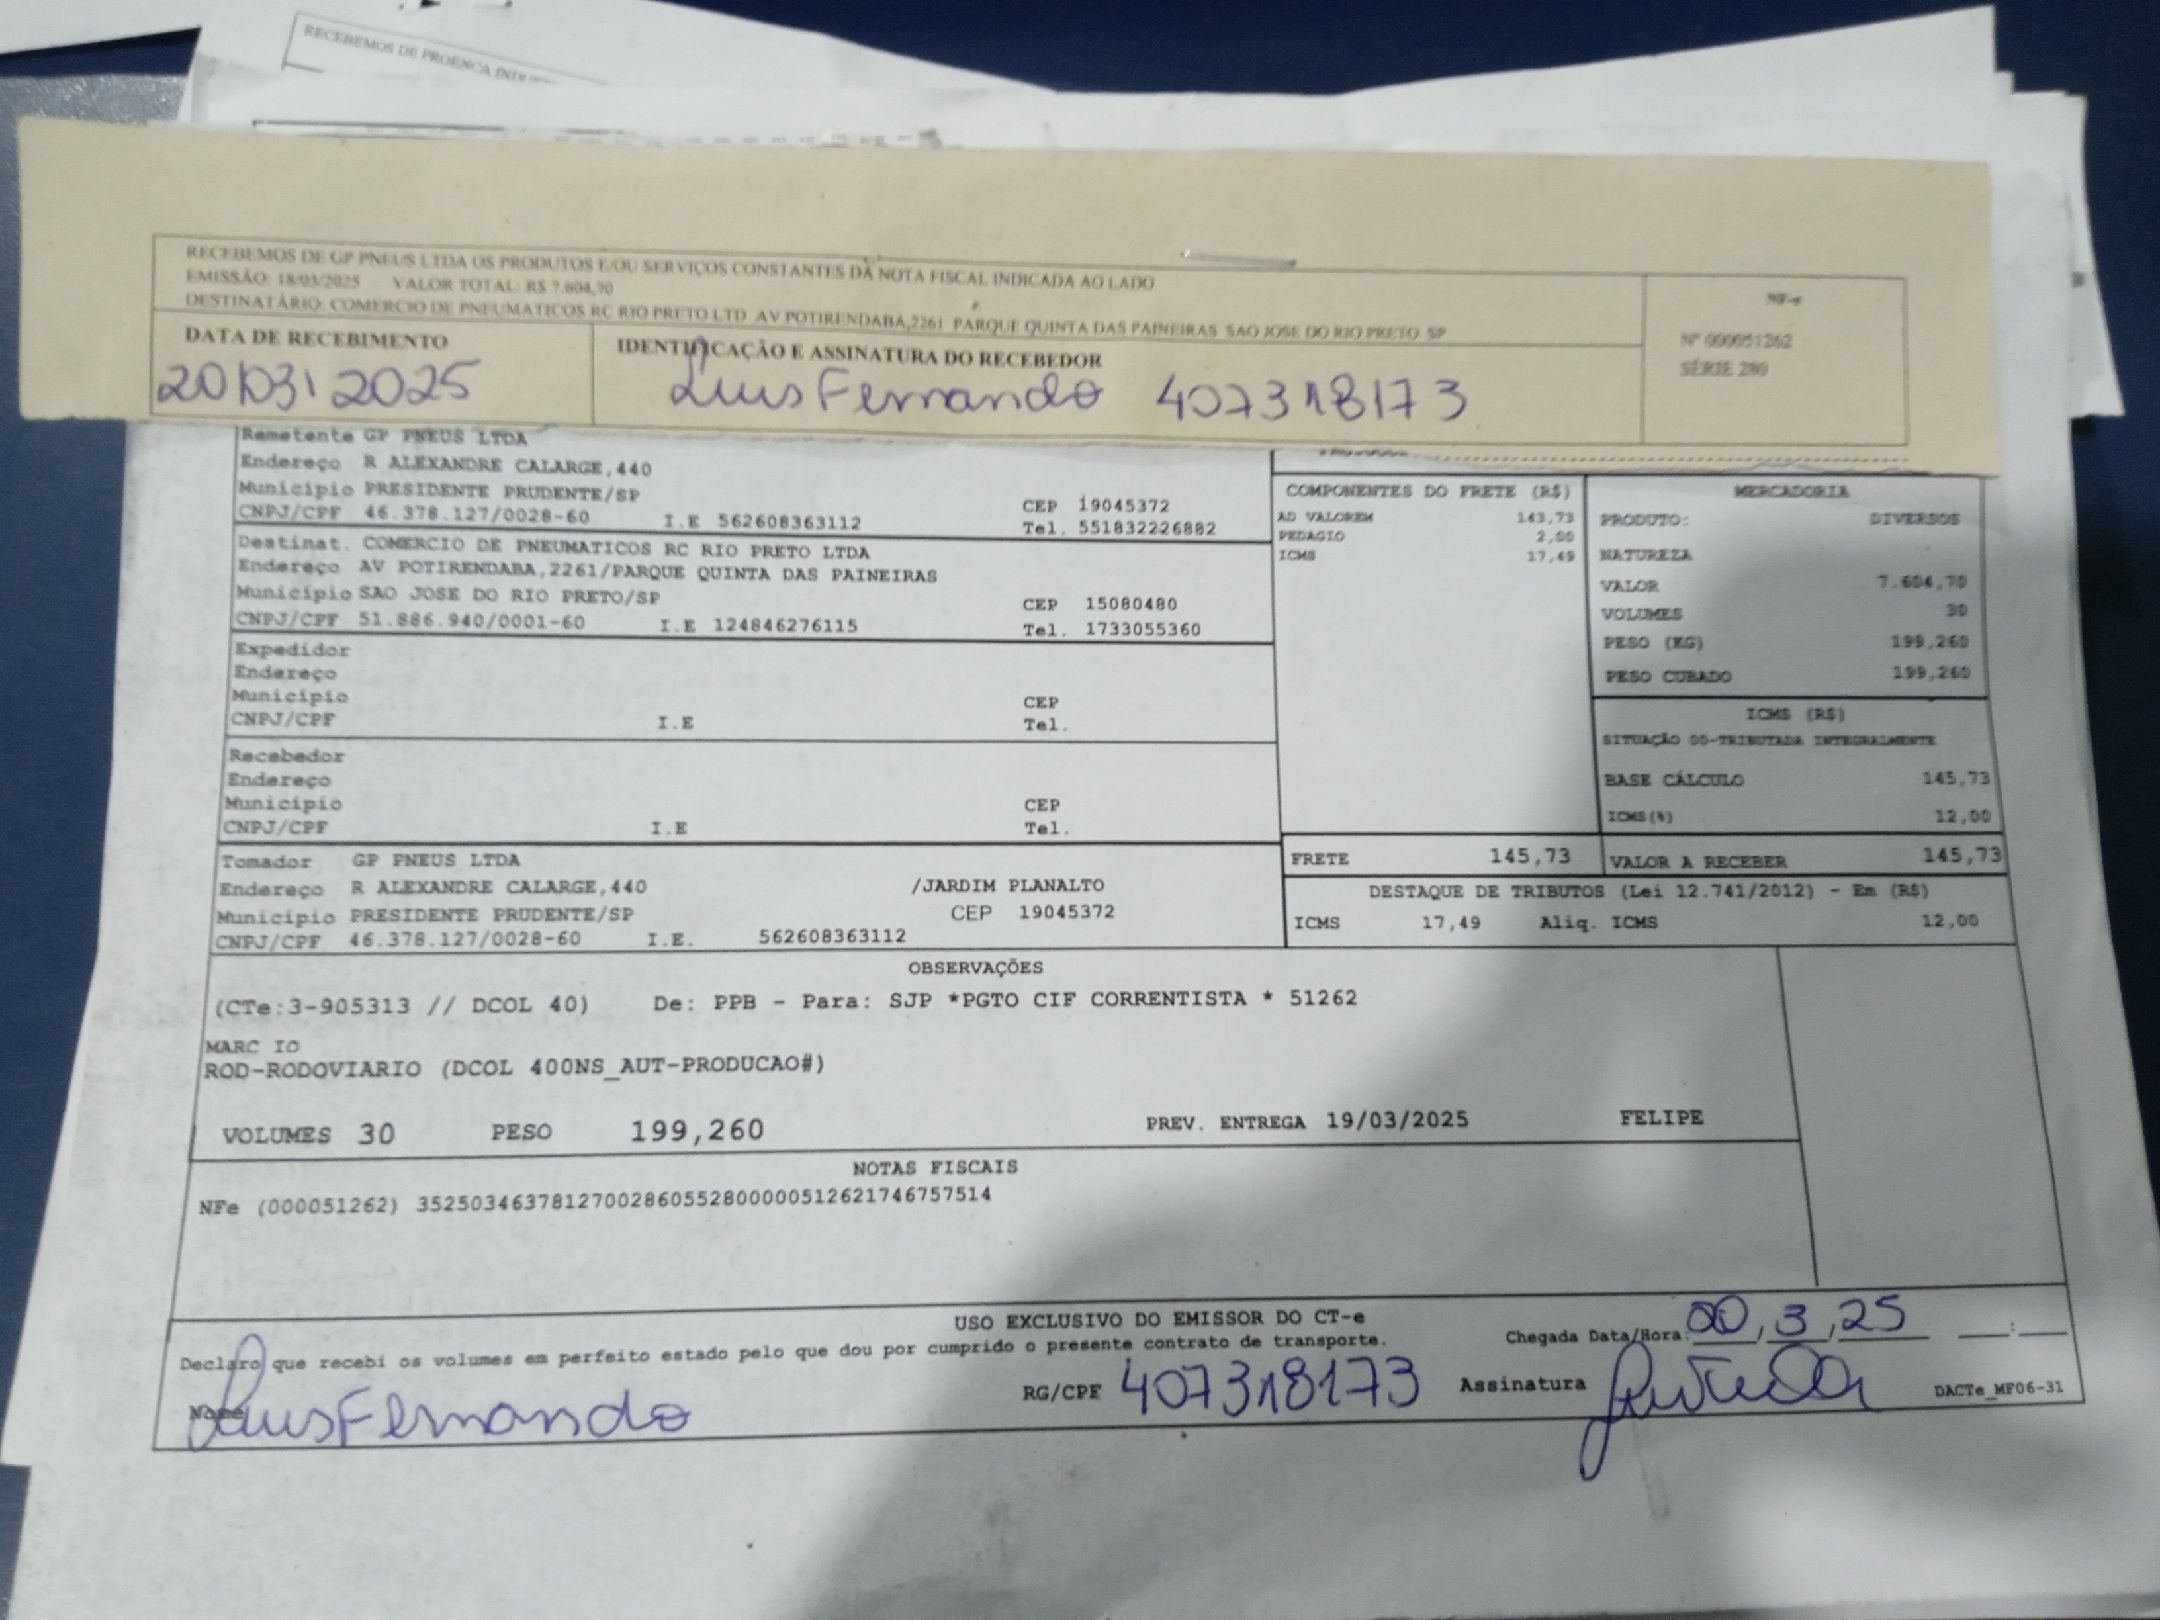 RECEBEMOS DE PROENCA
RECEBEMOS DE GP PNEUS LTDA OS PRODUTOS E/OU SERVIÇOS CONSTANTES DA NOTA FISCAL INDICADA AO LADO
EMISSÃO: 18/03/2025 VALOR TOTAL: R$ 7.604,70
DESTINATÁRIO: COMERCIO DE PNEUMATICOS RC RIO PRETO LTD AV POTIRENDABA,2261 PARQUE QUINTA DAS PAINEIRAS SAO JOSE DO RIO PRETO SP
NF-e
Nº 000051262
SÉRIE 280
DATA DE RECEBIMENTO
20/03/2025
IDENTIFICAÇÃO E ASSINATURA DO RECEBEDOR
Luis Fernando 407318173
Remetente GP PNEUS LTDA
Endereço R ALEXANDRE CALARGE,440
Município PRESIDENTE PRUDENTE/SP CEP 19045372
CNPJ/CPF 46.378.127/0028-60 I.E 562608363112 Tel. 551832226882
Destinat. COMERCIO DE PNEUMATICOS RC RIO PRETO LTDA
Endereço AV POTIRENDABA,2261/PARQUE QUINTA DAS PAINEIRAS
Município SAO JOSE DO RIO PRETO/SP CEP 15080480
CNPJ/CPF 51.886.940/0001-60 I.E 124846276115 Tel. 1733055360
Expedidor
Endereço
Município CEP
CNPJ/CPF I.E Tel.
Recebedor
Endereço
Município CEP
CNPJ/CPF I.E Tel.
Tomador GP PNEUS LTDA
Endereço R ALEXANDRE CALARGE,440 /JARDIM PLANALTO
Município PRESIDENTE PRUDENTE/SP CEP 19045372
CNPJ/CPF 46.378.127/0028-60 I.E. 562608363112
COMPONENTES DO FRETE (R$)
AD VALOREM 143,73
PEDAGIO 2,00
ICMS 17,49
MERCADORIA
PRODUTO: DIVERSOS
NATUREZA
VALOR 7.604,70
VOLUMES 30
PESO (KG) 199,260
PESO CUBADO 199,260
ICMS (R$)
SITUAÇÃO 00-TRIBUTADA INTEGRALMENTE
BASE CÁLCULO 145,73
ICMS(%) 12,00
FRETE 145,73 VALOR A RECEBER 145,73
DESTAQUE DE TRIBUTOS (Lei 12.741/2012) - Em (R$)
ICMS 17,49 Aliq. ICMS 12,00
OBSERVAÇÕES
(CTe:3-905313 // DCOL 40) De: PPB - Para: SJP *PGTO CIF CORRENTISTA * 51262
MARC IO
ROD-RODOVIARIO (DCOL 400NS_AUT-PRODUCAO#)
VOLUMES 30 PESO 199,260 PREV. ENTREGA 19/03/2025 FELIPE
NOTAS FISCAIS
NFe (000051262) 35250346378127002860552800000512621746757514
USO EXCLUSIVO DO EMISSOR DO CT-e
Declaro que recebi os volumes em perfeito estado pelo que dou por cumprido o presente contrato de transporte.
Chegada Data/Hora: 20/3/25 __:__
Nome Luis Fernando RG/CPF 407318173 Assinatura DACTe_MF06-31